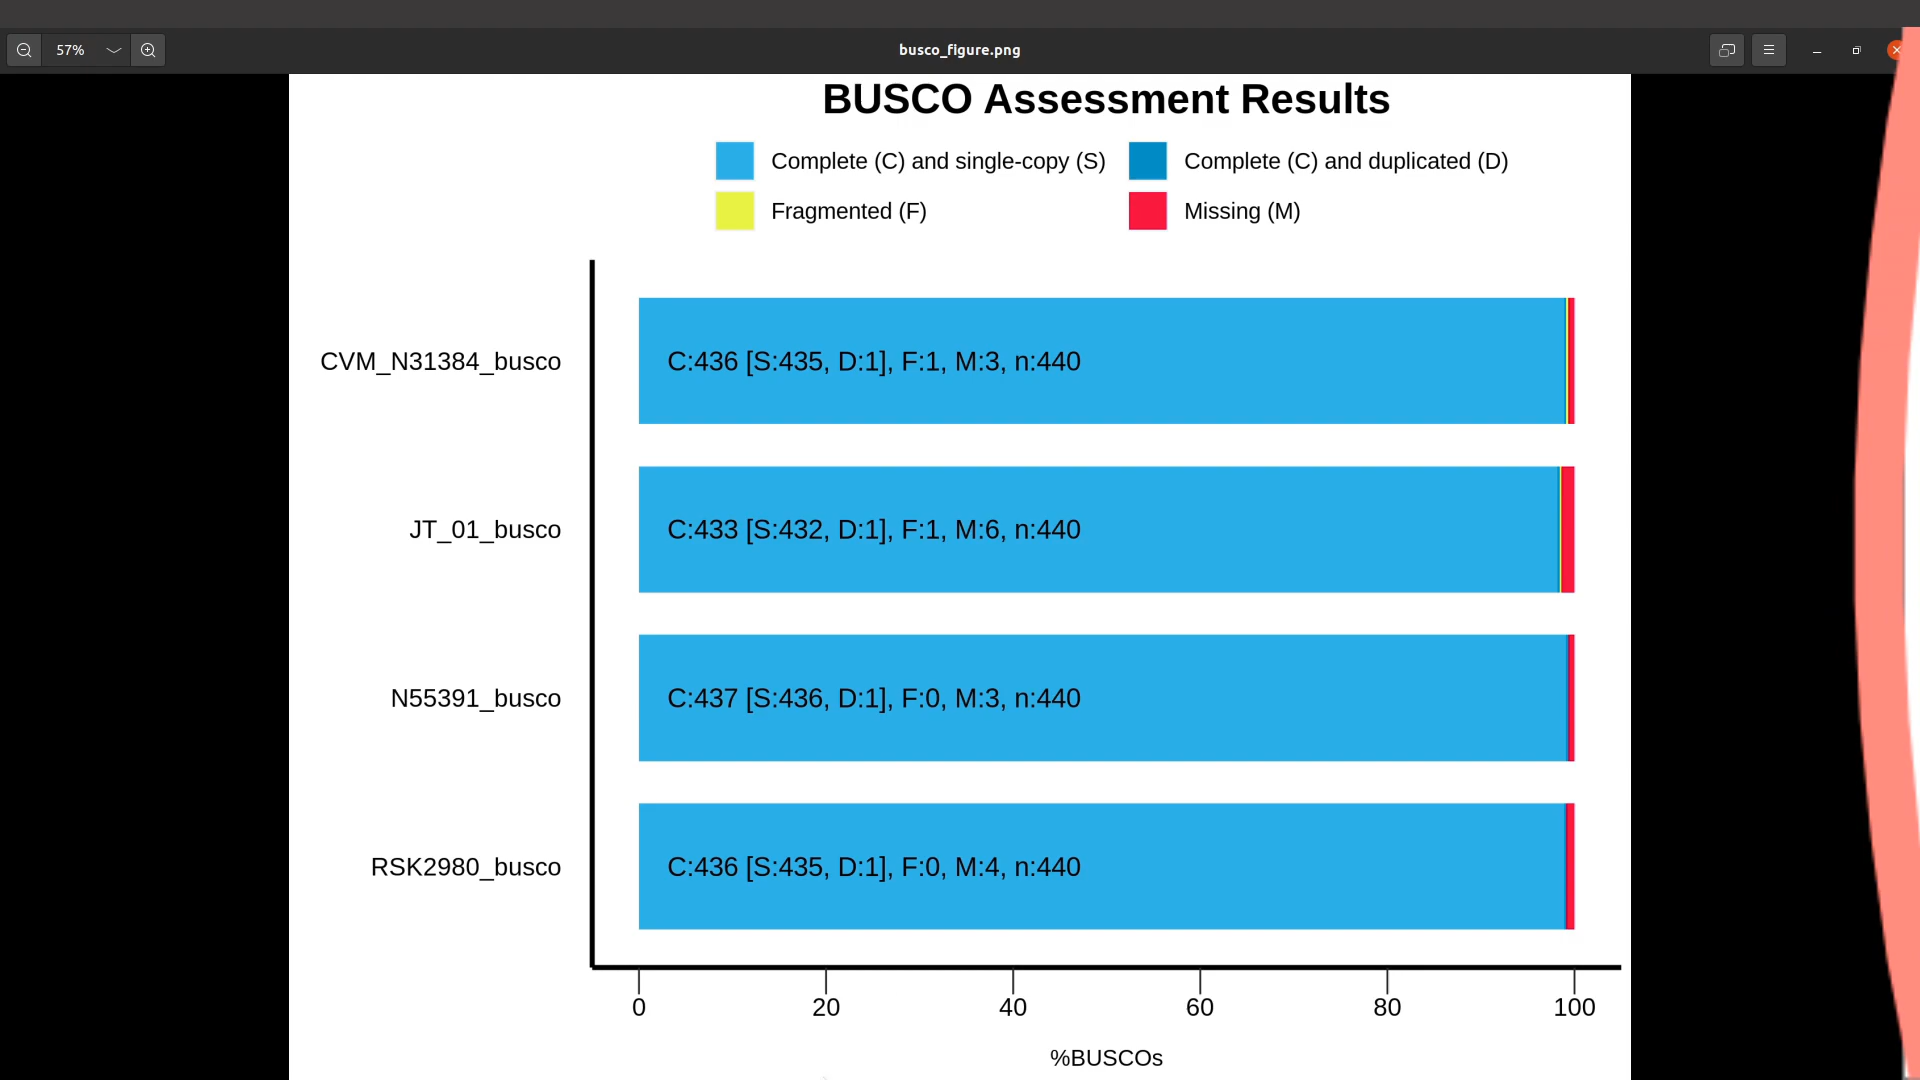 57%
busco_figure.png
BUSCO Assessment Results
Complete (C) and single-copy (S)
Complete (C) and duplicated (D)
Fragmented (F)
Missing (M)
CVM_N31384_busco
C:436 [S:435, D:1], F:1, M:3, n:440
JT_01_busco
C:433 [S:432, D:1], F:1, M:6, n:440
N55391_busco
C:437 [S:436, D:1], F:0, M:3, n:440
RSK2980_busco
C:436 [S:435, D:1], F:0, M:4, n:440
0 20 40 60 80 100
%BUSCOs